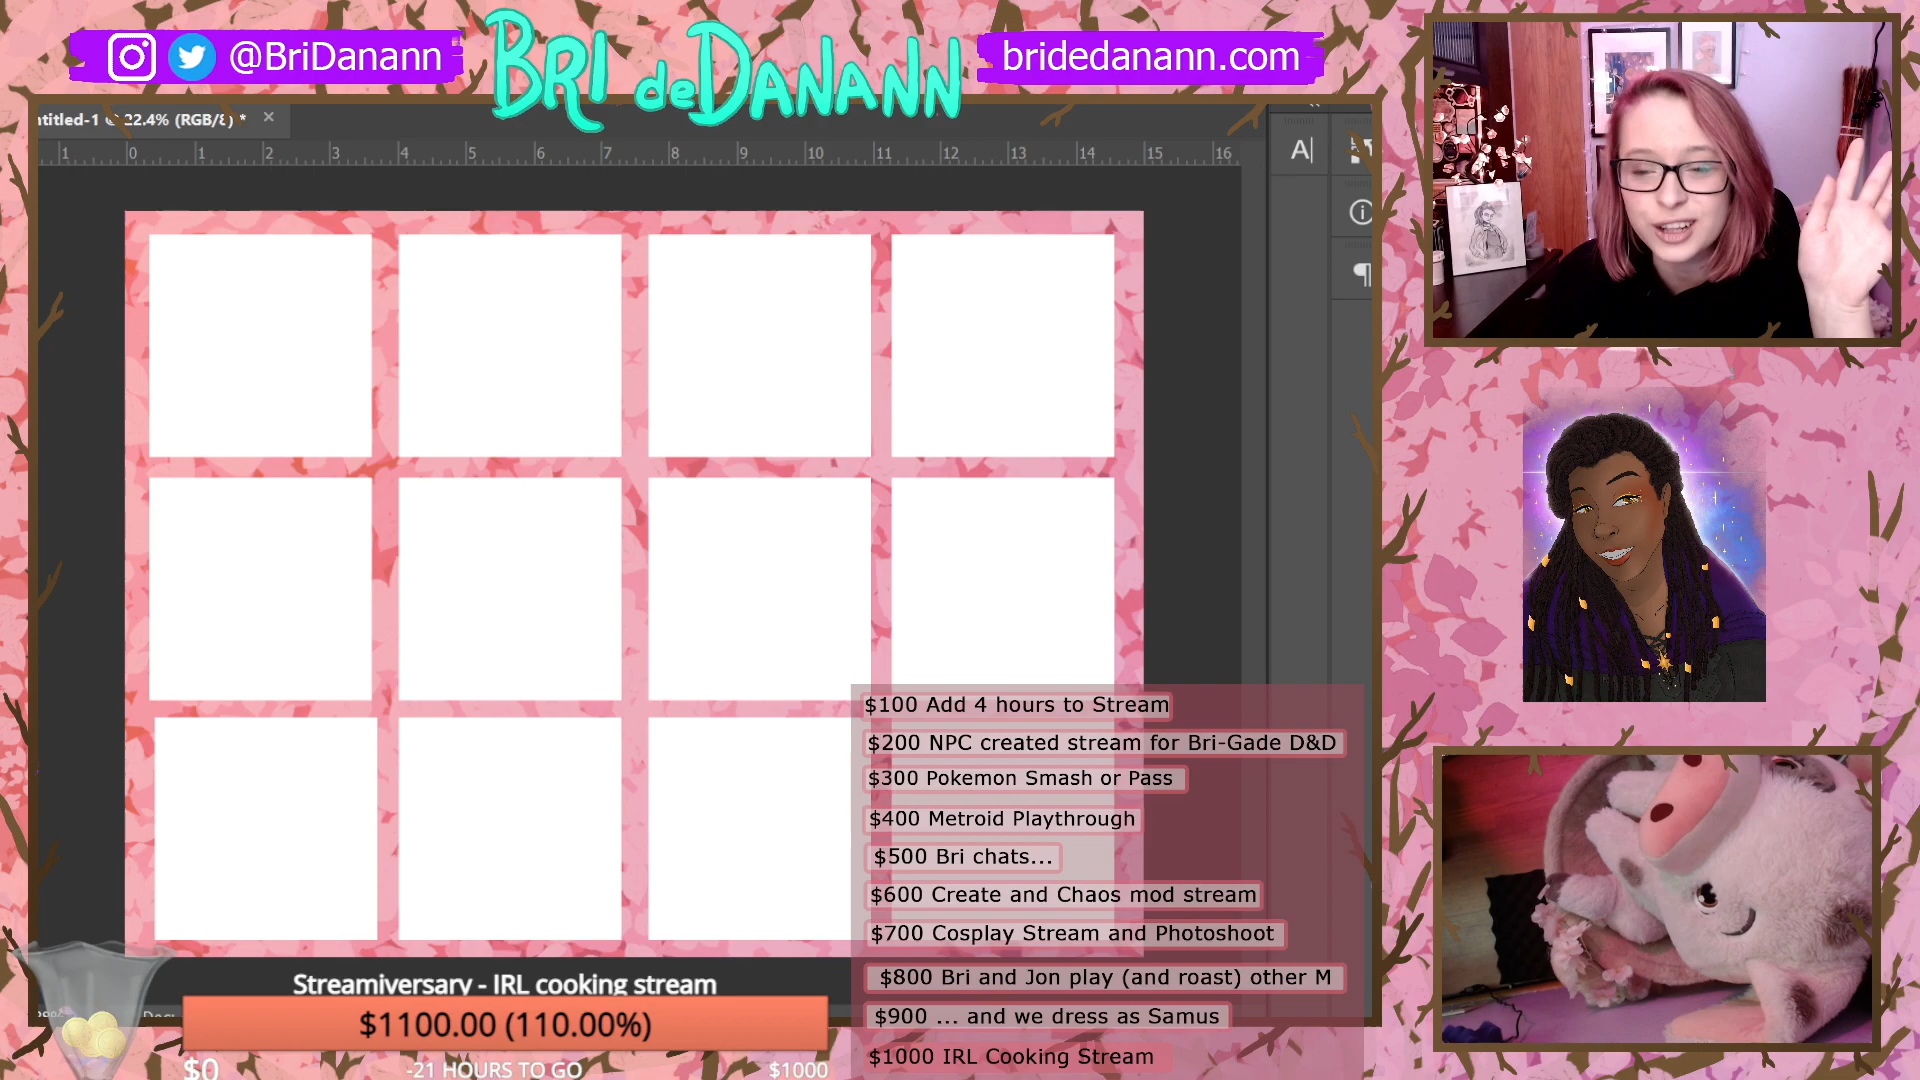 @BriDanann
BRI deDANANN
bridedanann.com
ntitled-1 @ 22.4% (RGB/8) * ×
1 0 1 2 3 4 5 6 7 8 9 10 11 12 13 14 15 16
A
$100 Add 4 hours to Stream
$200 NPC created stream for Bri-Gade D&D
$300 Pokemon Smash or Pass
$400 Metroid Playthrough
$500 Bri chats...
$600 Create and Chaos mod stream
$700 Cosplay Stream and Photoshoot
$800 Bri and Jon play (and roast) other M
$900 ... and we dress as Samus
$1000 IRL Cooking Stream
Streamiversary - IRL cooking stream
$1100.00 (110.00%)
$0 -21 HOURS TO GO $1000